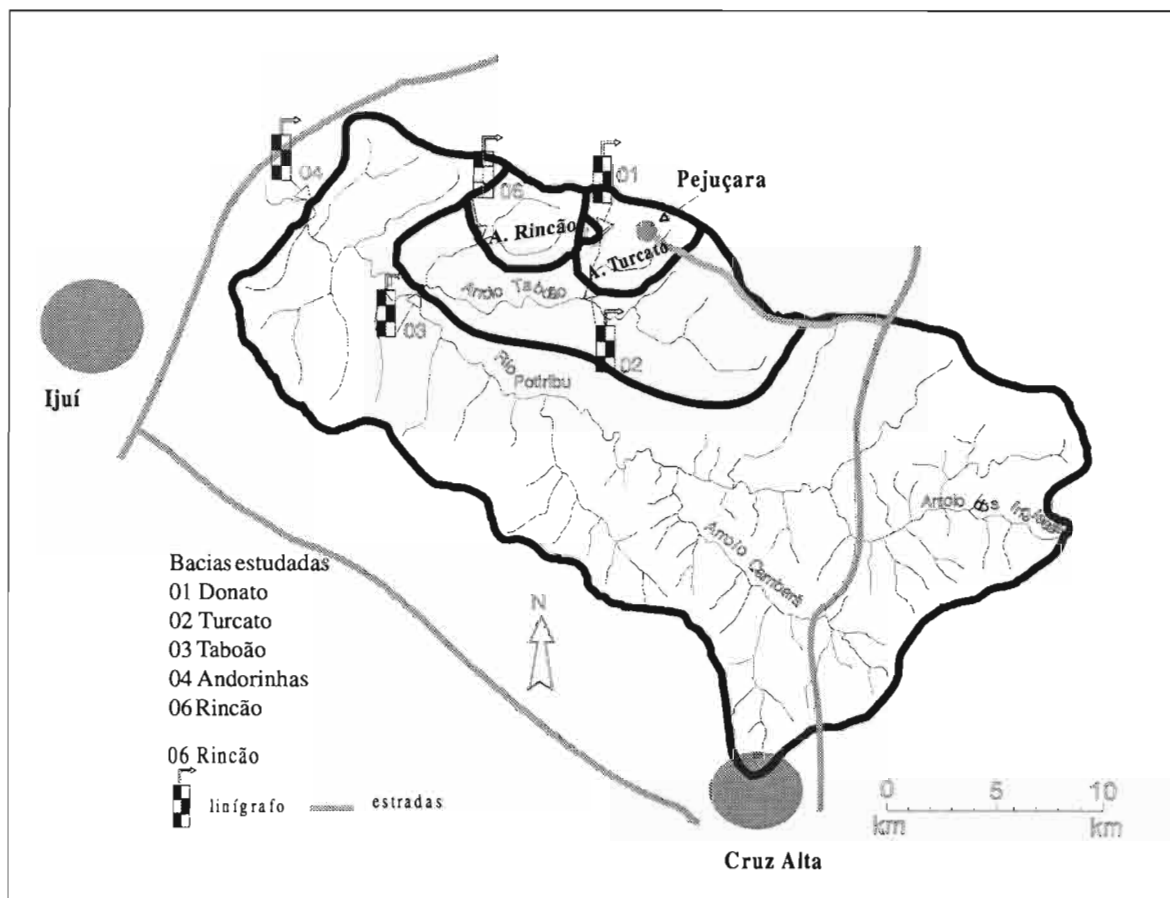 04
06
01
Pejuçara
A. Rincão
A. Turcato
Arroio Taboão
03
02
Ijuí
Rio
Potiribu
Arroio dos
Arroio Cambará
Bacias estudadas
01 Donato
02 Turcato
03 Taboão
04 Andorinhas
06 Rincão
N
06 Rincão
linígrafo
estradas
0 5 10
km km
Cruz Alta